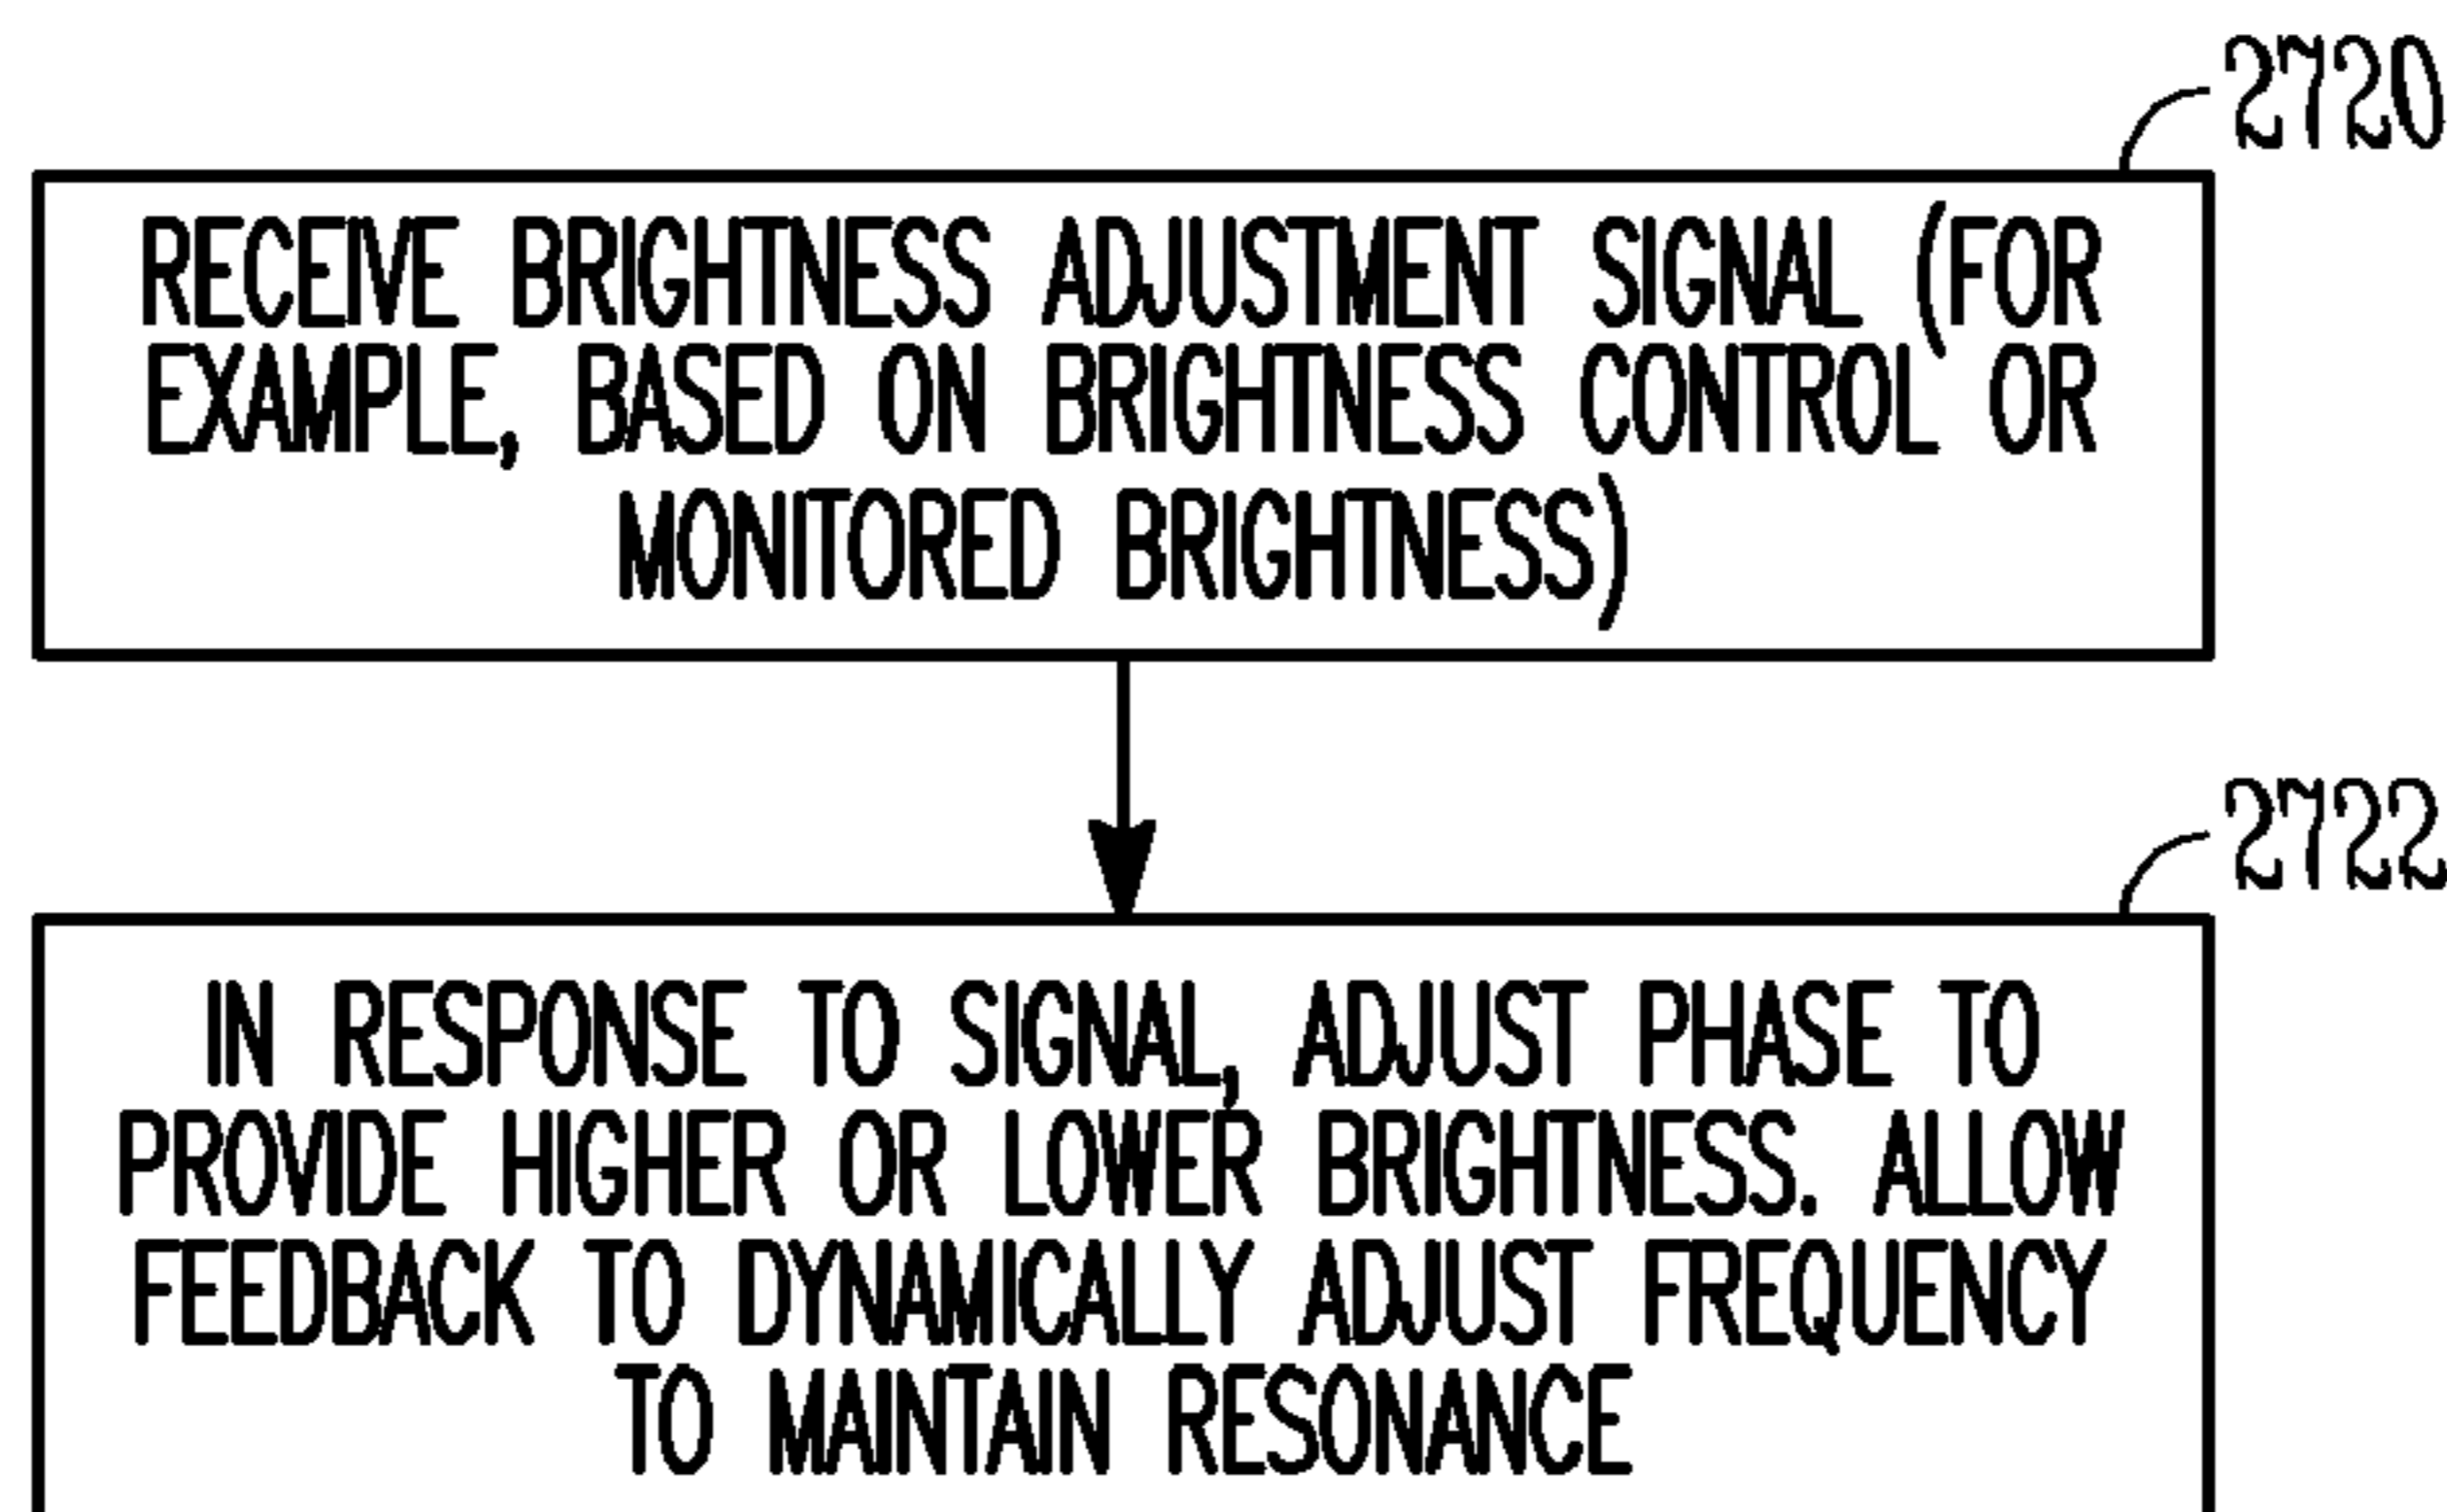 2720
RECEIVE BRIGHTNESS ADJUSTMENT SIGNAL (FOR
EXAMPLE, BASED ON BRIGHTNESS CONTROL OR
MONITORED BRIGHTNESS)
2722
IN RESPONSE TO SIGNAL, ADJUST PHASE TO
PROVIDE HIGHER OR LOWER BRIGHTNESS. ALLOW
FEEDBACK TO DYNAMICALLY ADJUST FREQUENCY
TO MAINTAIN RESONANCE